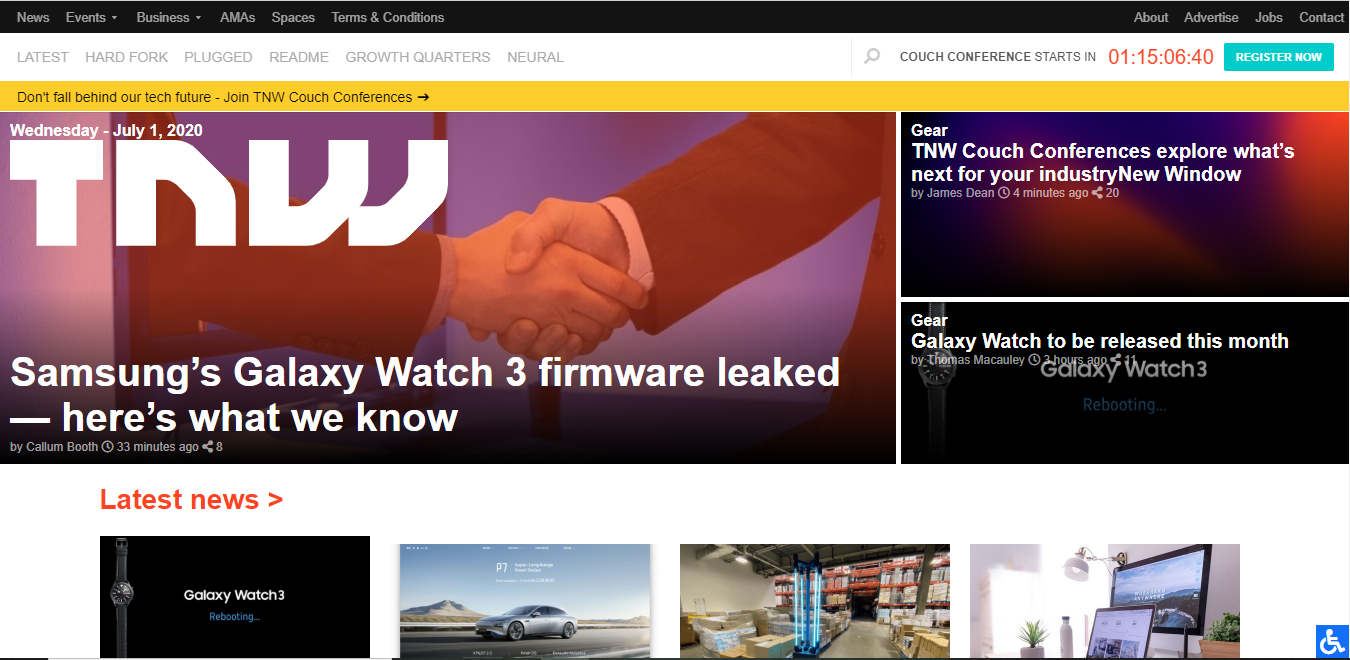 News Events Business AMAs Spaces Terms & Conditions About Advertise Jobs Contact
LATEST HARD FORK PLUGGED README GROWTH QUARTERS NEURAL COUCH CONFERENCE STARTS IN 01:15:06:40 REGISTER NOW
Don't fall behind our tech future - Join TNW Couch Conferences →
Wednesday - July 1, 2020
TNW
Samsung’s Galaxy Watch 3 firmware leaked
— here’s what we know
by Callum Booth 33 minutes ago 8
Gear
TNW Couch Conferences explore what’s
next for your industryNew Window
by James Dean 4 minutes ago 20
Gear
Galaxy Watch to be released this month
by Thomas Macauley 3 hours ago 11
Galaxy Watch3
Rebooting...
Latest news >
Galaxy Watch3
Rebooting...
P7
Super-Long Range
Smart Sedan